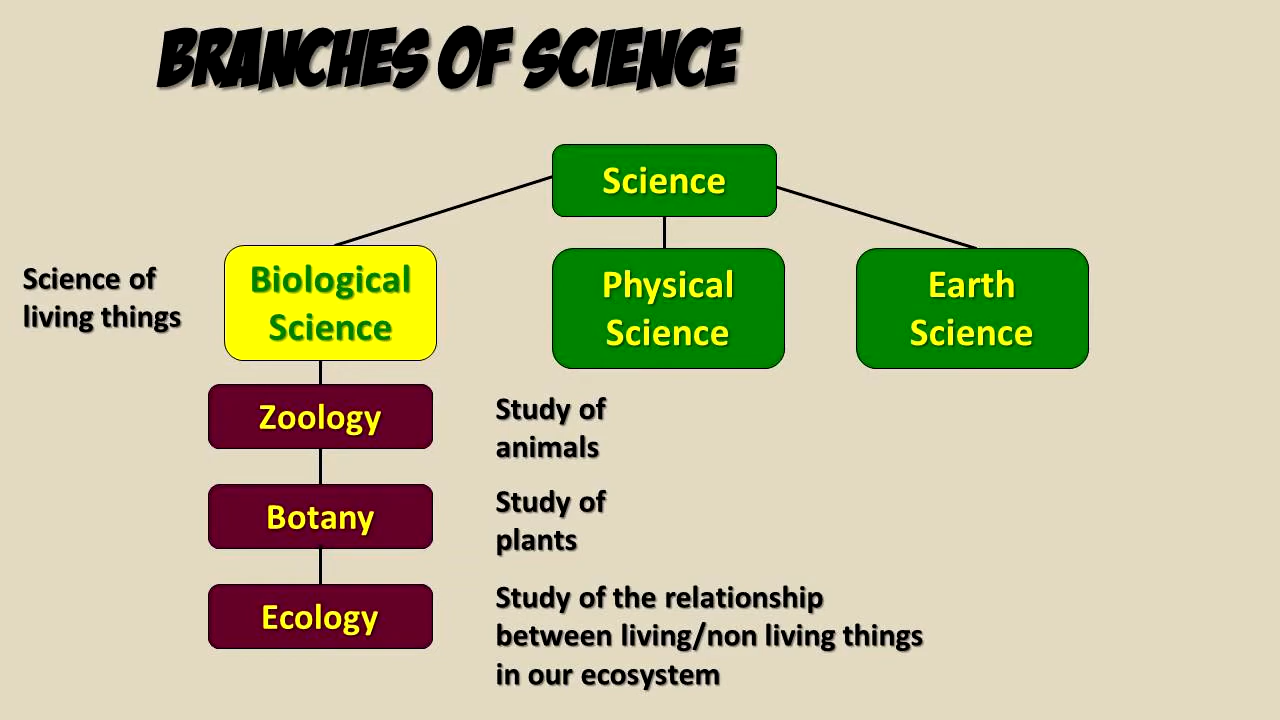 BRANCHES OF SCIENCE
Science
Science of
living things
Biological
Science
Physical
Science
Earth
Science
Zoology
Study of
animals
Botany
Study of
plants
Ecology
Study of the relationship
between living/non living things
in our ecosystem